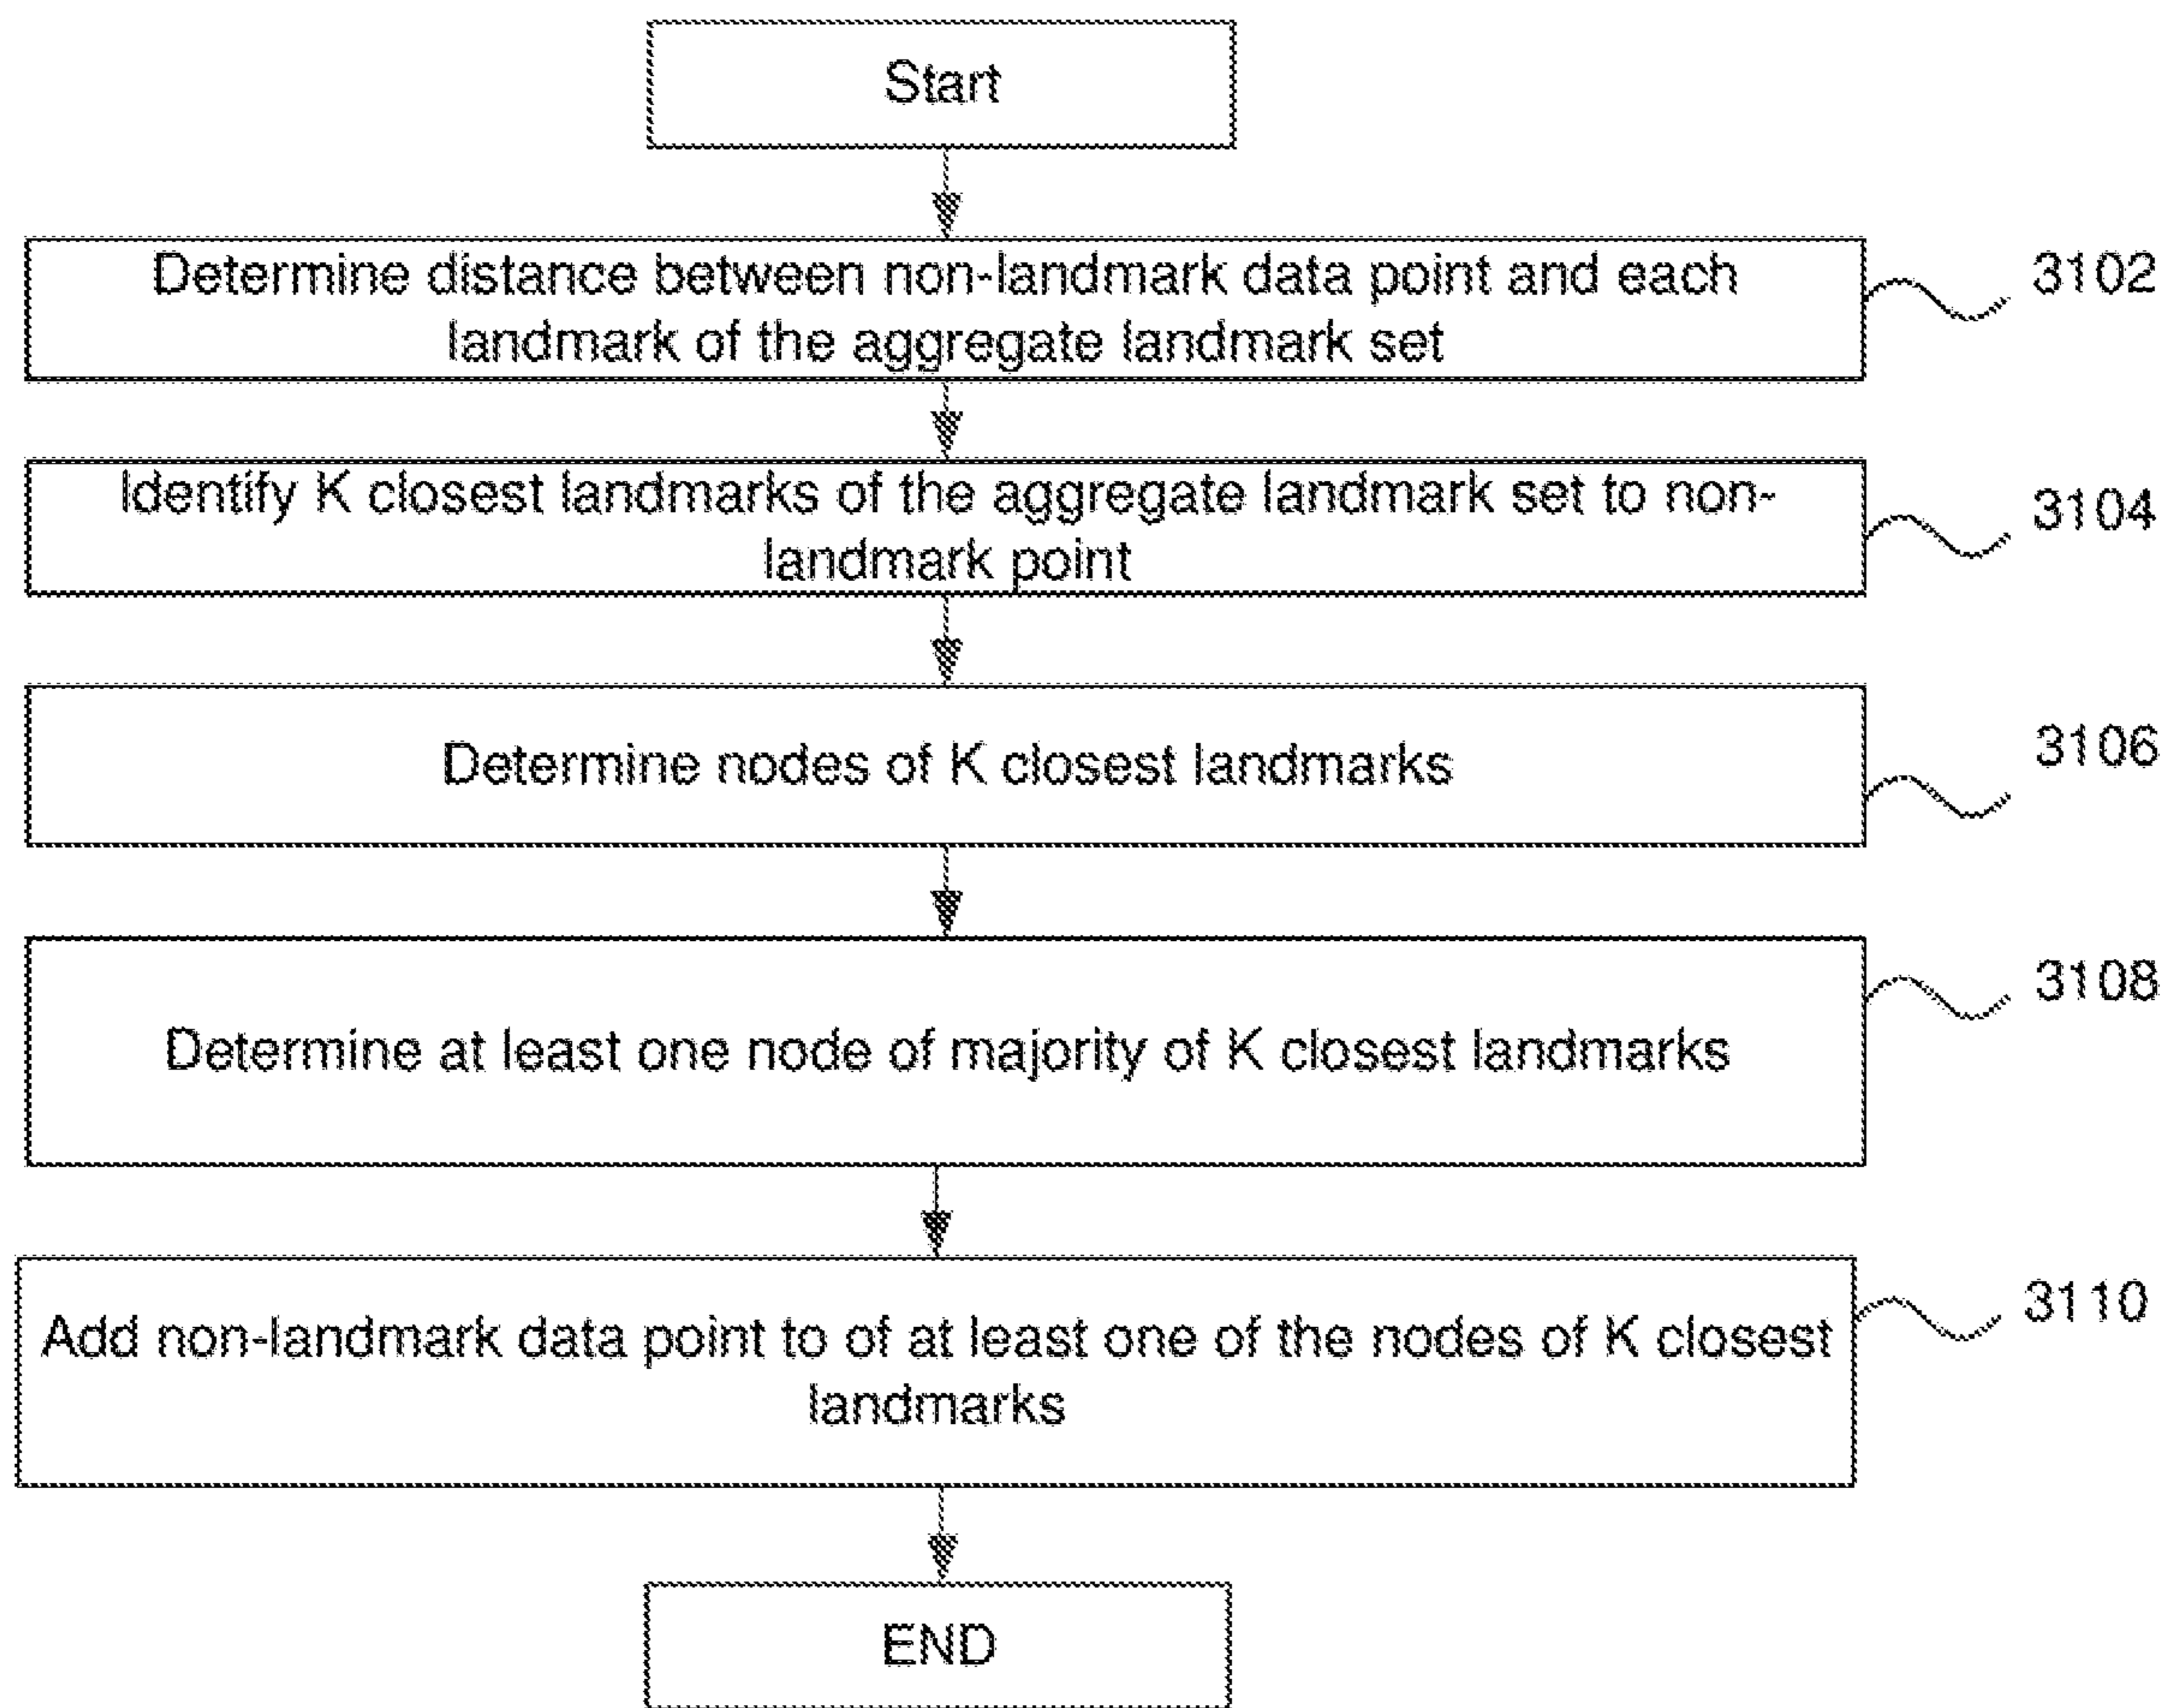 Start
Determine distance between non-landmark data point and each
landmark of the aggregate landmark set
3102
Identify K closest landmarks of the aggregate landmark set to non-
landmark point
3104
Determine nodes of K closest landmarks
3106
Determine at least one node of majority of K closest landmarks
3108
Add non-landmark data point to of at least one of the nodes of K closest
landmarks
3110
END